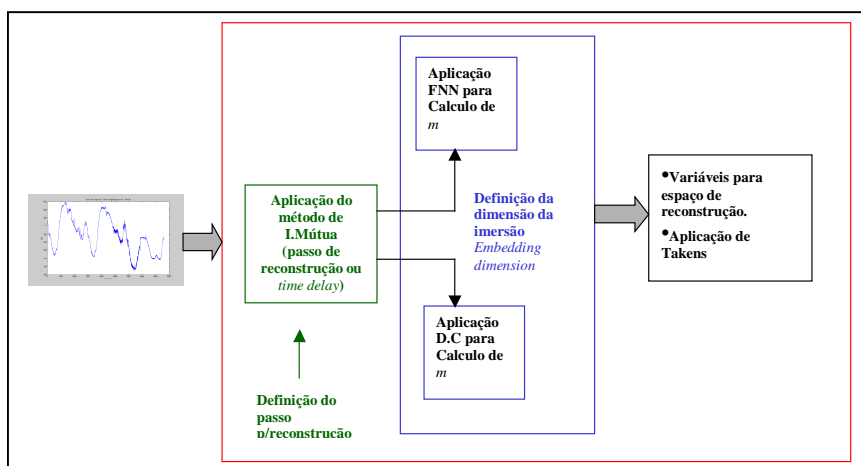 Aplicação
FNN para
Calculo de
m
Aplicação do
método de
I.Mútua
(passo de
reconstrução ou
time delay)
Definição da
dimensão da
imersão
Embedding
dimension
•Variáveis para
espaço de
reconstrução.
•Aplicação de
Takens
Aplicação
D.C para
Calculo de
m
Definição do
passo
p/reconstrução